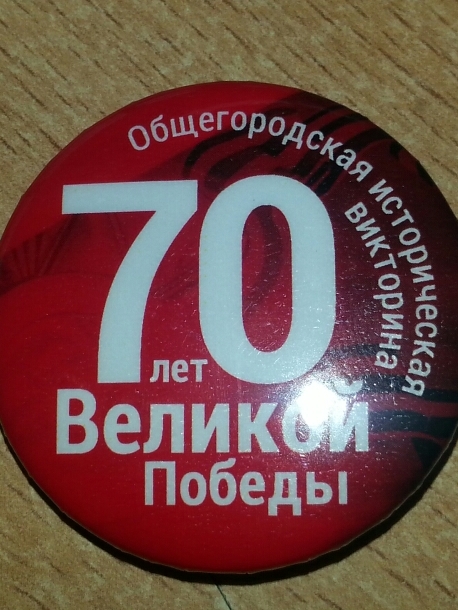 Общегородская историческая
викторина
70
лет
Великой
Победы